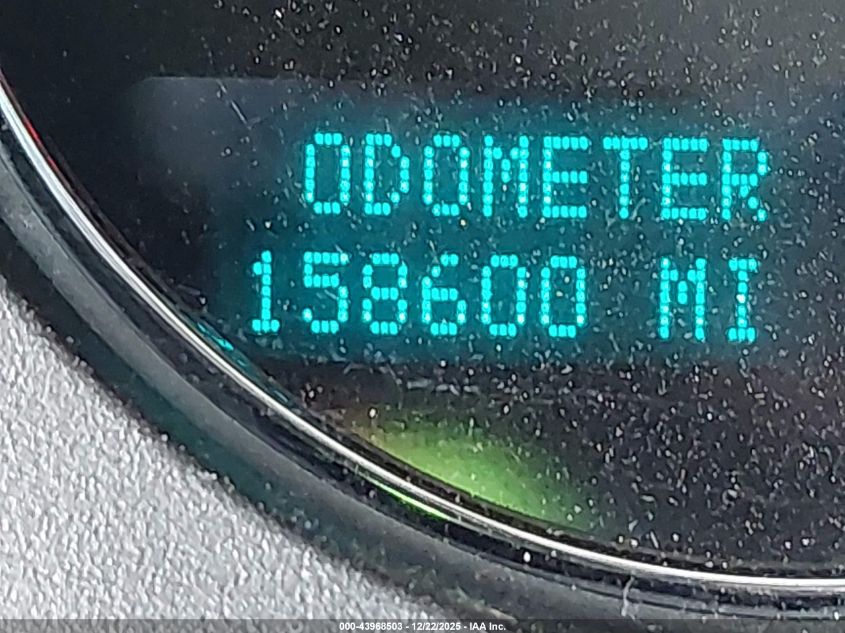 ODOMETER
158600 MI
000-43968503 - 12/22/2025 - IAA Inc.